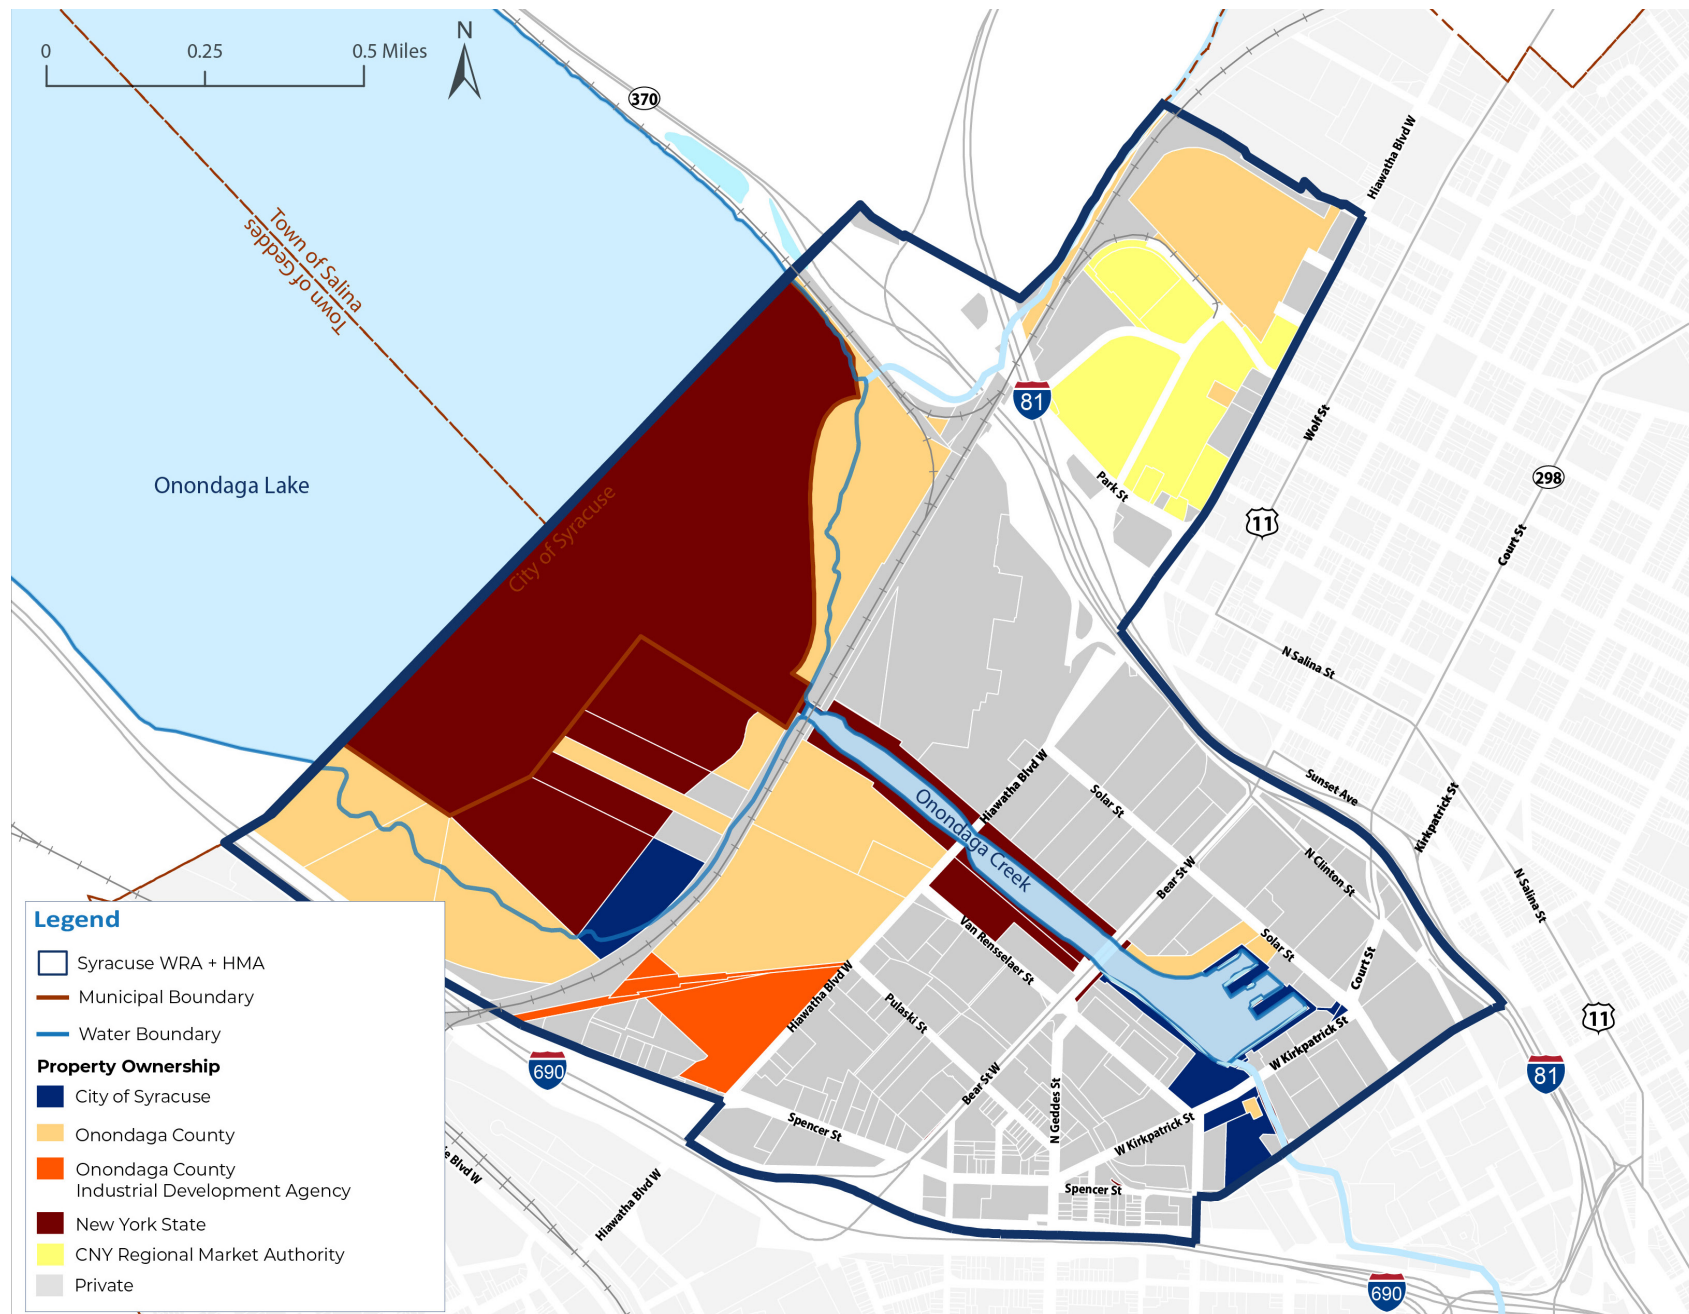 0 0.25 0.5 Miles
N
370
Hiawatha Blvd W
Town of Salina
Town of Geddes
81
Wolf St
298
Park St
11
Court St
Onondaga Lake
City of Syracuse
N Salina St
Hiawatha Blvd W
Solar St
Sunset Ave
Kirkpatrick St
Onondaga Creek
Bear St W
N Clinton St
N Salina St
Van Rensselaer St
Solar St
Court St
Hiawatha Blvd W
Pulaski St
W Kirkpatrick St
11
690
Bear St W
81
N Geddes St
Spencer St
W Kirkpatrick St
Spencer St
e Blvd W
Hiawatha Blvd W
690
Legend
Syracuse WRA + HMA
Municipal Boundary
Water Boundary
Property Ownership
City of Syracuse
Onondaga County
Onondaga County
Industrial Development Agency
New York State
CNY Regional Market Authority
Private